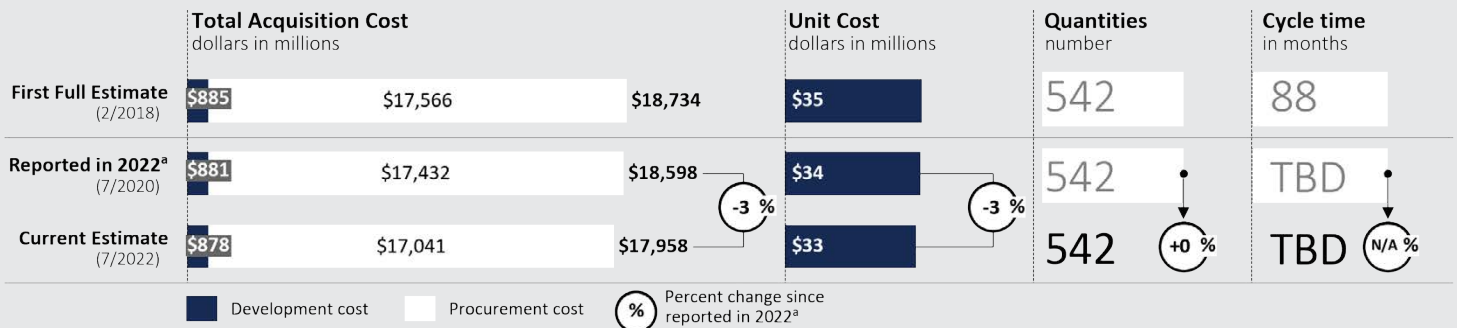 Total Acquisition Cost
dollars in millions
Unit Cost
dollars in millions
Quantities
number
Cycle time
in months
First Full Estimate
(2/2018)
$885 $17,566 $18,734 $35 542 88
Reported in 2022ᵃ
(7/2020)
$881 $17,432 $18,598 $34 542 TBD
-3 % -3 %
Current Estimate
(7/2022)
$878 $17,041 $17,958 $33 542 +0 % TBD N/A %
Development cost Procurement cost % Percent change since
reported in 2022ᵃ